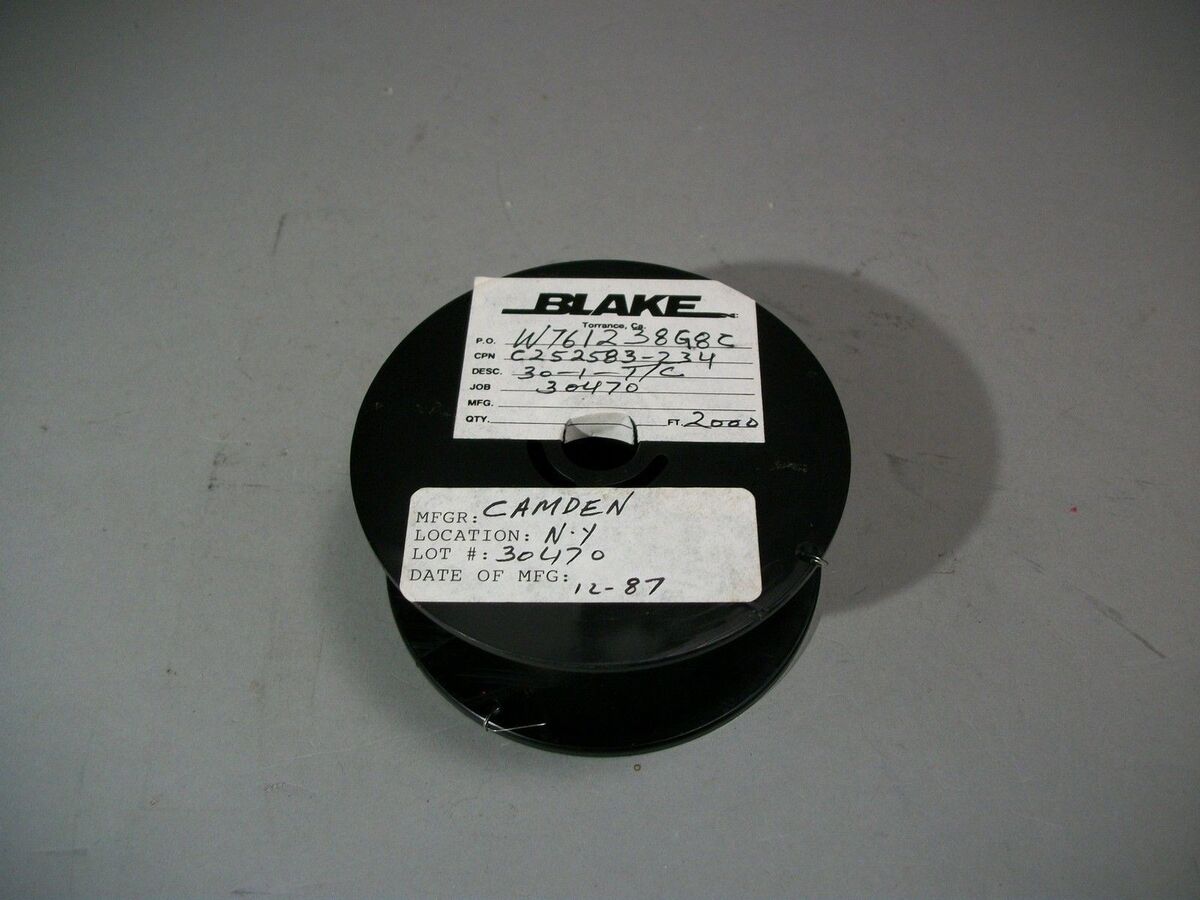 BLAKE
Torrance, Ca.
P.O. W761238G8C
CPN C252583-234
DESC. 30-1-T/C
JOB 30470
MFG.
QTY. FT. 2000
MFGR: CAMDEN
LOCATION: N.Y
LOT #: 30470
DATE OF MFG: 12-87